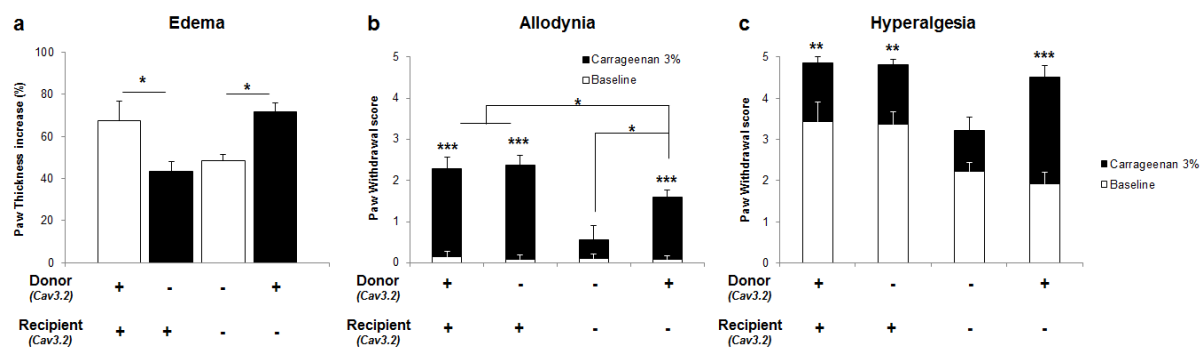 a
Edema
Paw Thickness increase (%)
100
80
60
40
20
0
*
*
Donor + - - +
(Cav3.2)
Recipient + + - -
(Cav3.2)
b
Allodynia
Carrageenan 3%
Baseline
Paw Withdrawal score
5
4
3
2
1
0
*
*
*** *** ***
Donor + - - +
(Cav3.2)
Recipient + + - -
(Cav3.2)
c
Hyperalgesia
Paw Withdrawal score
5
4
3
2
1
0
** ** ***
Carrageenan 3%
Baseline
Donor + - - +
(Cav3.2)
Recipient + + - -
(Cav3.2)